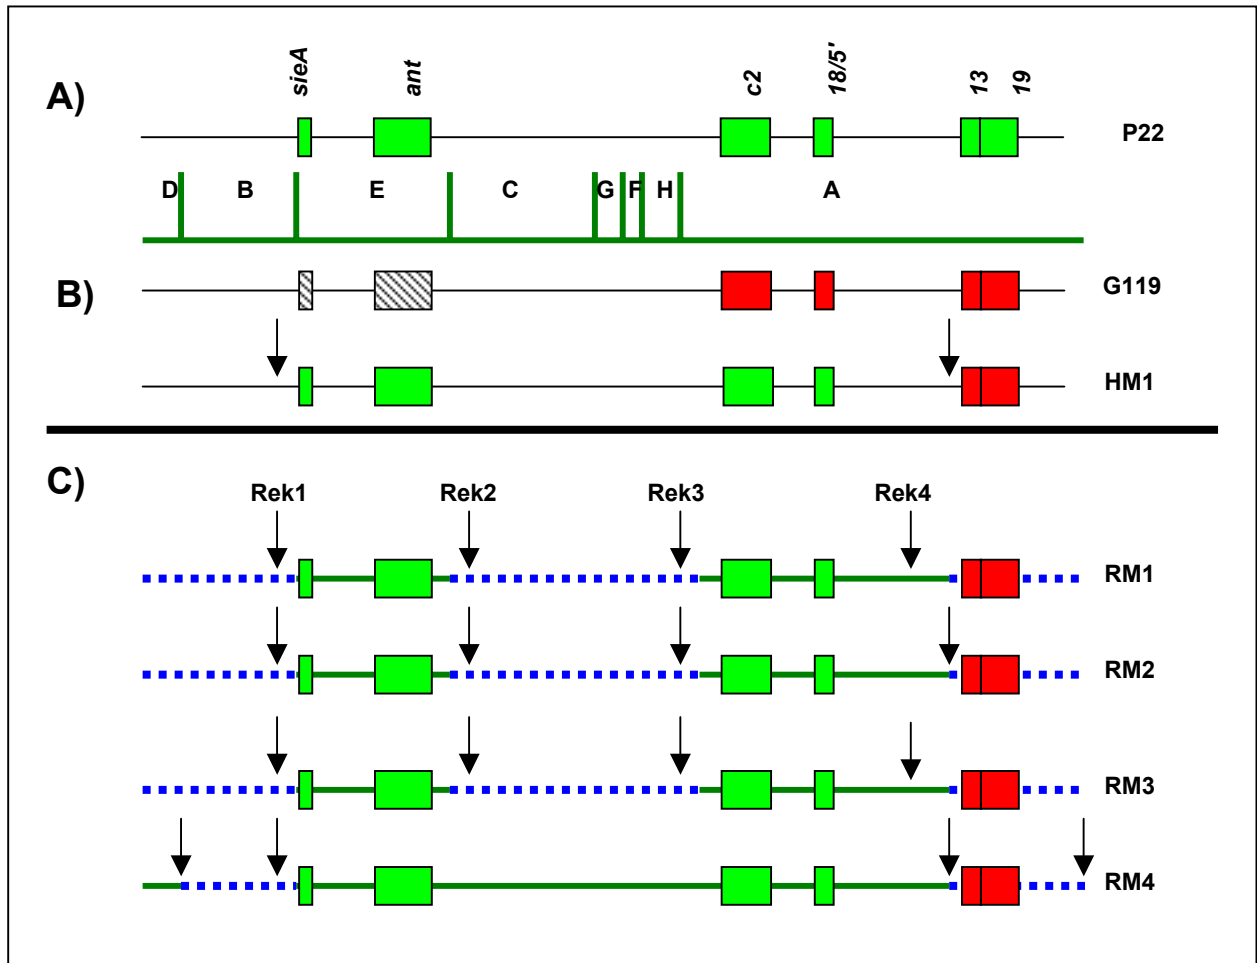 A)
sieA ant c2 18/5' 13 19
P22
D B E C G F H A
B)
G119
HM1
C)
Rek1 Rek2 Rek3 Rek4
RM1
RM2
RM3
RM4